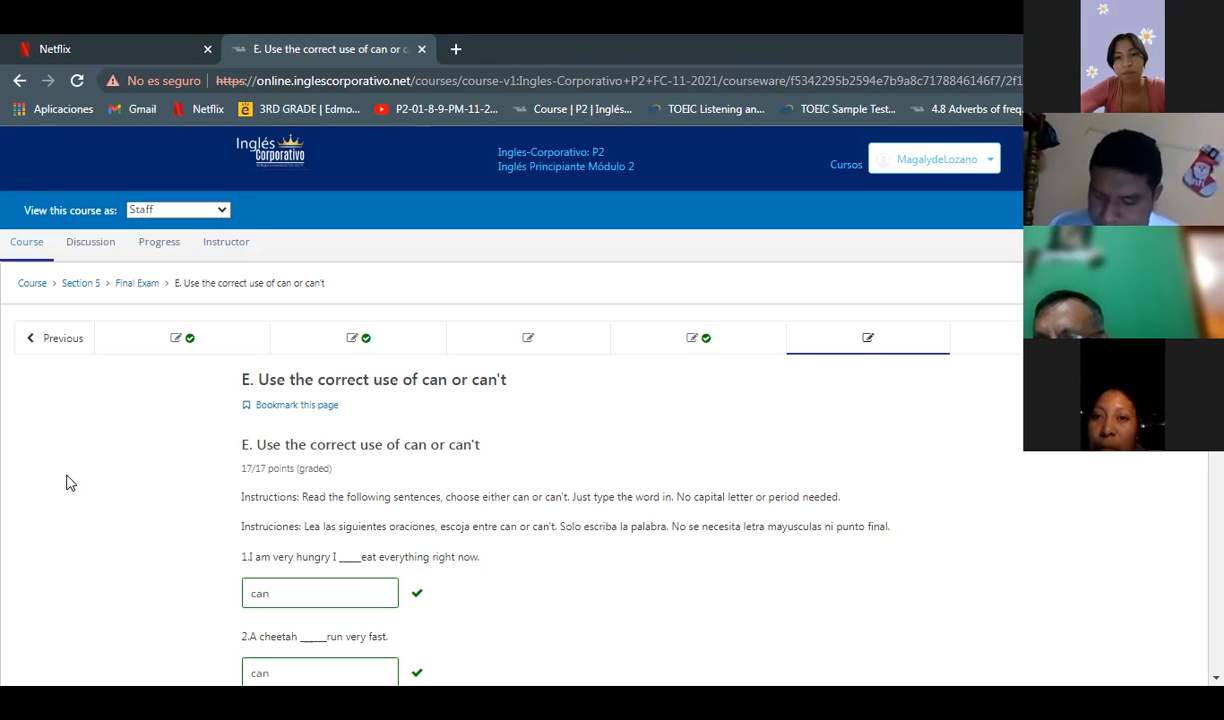 Netflix
E. Use the correct use of can or c
No es seguro
https://online.inglescorporativo.net/courses/course-v1:Ingles-Corporativo+P2+FC-11-2021/courseware/f5342295b2594e7b9a8c7178846146f7/2f1
Aplicaciones
Gmail
Netflix
3RD GRADE | Edmo...
P2-01-8-9-PM-11-2...
Course | P2 | Inglés...
TOEIC Listening an...
TOEIC Sample Test...
4.8 Adverbs of freq
Inglés
Corporativo
Ingles-Corporativo: P2
Inglés Principiante Módulo 2
Cursos
MagalydeLozano
View this course as:
Staff
Course
Discussion
Progress
Instructor
Course > Section 5 > Final Exam > E. Use the correct use of can or can't
Previous
E. Use the correct use of can or can't
Bookmark this page
E. Use the correct use of can or can't
17/17 points (graded)
Instructions: Read the following sentences, choose either can or can't. Just type the word in. No capital letter or period needed.
Instruciones: Lea las siguientes oraciones, escoja entre can or can't. Solo escriba la palabra. No se necesita letra mayusculas ni punto final.
1.I am very hungry I ____eat everything right now.
can
2.A cheetah _____run very fast.
can